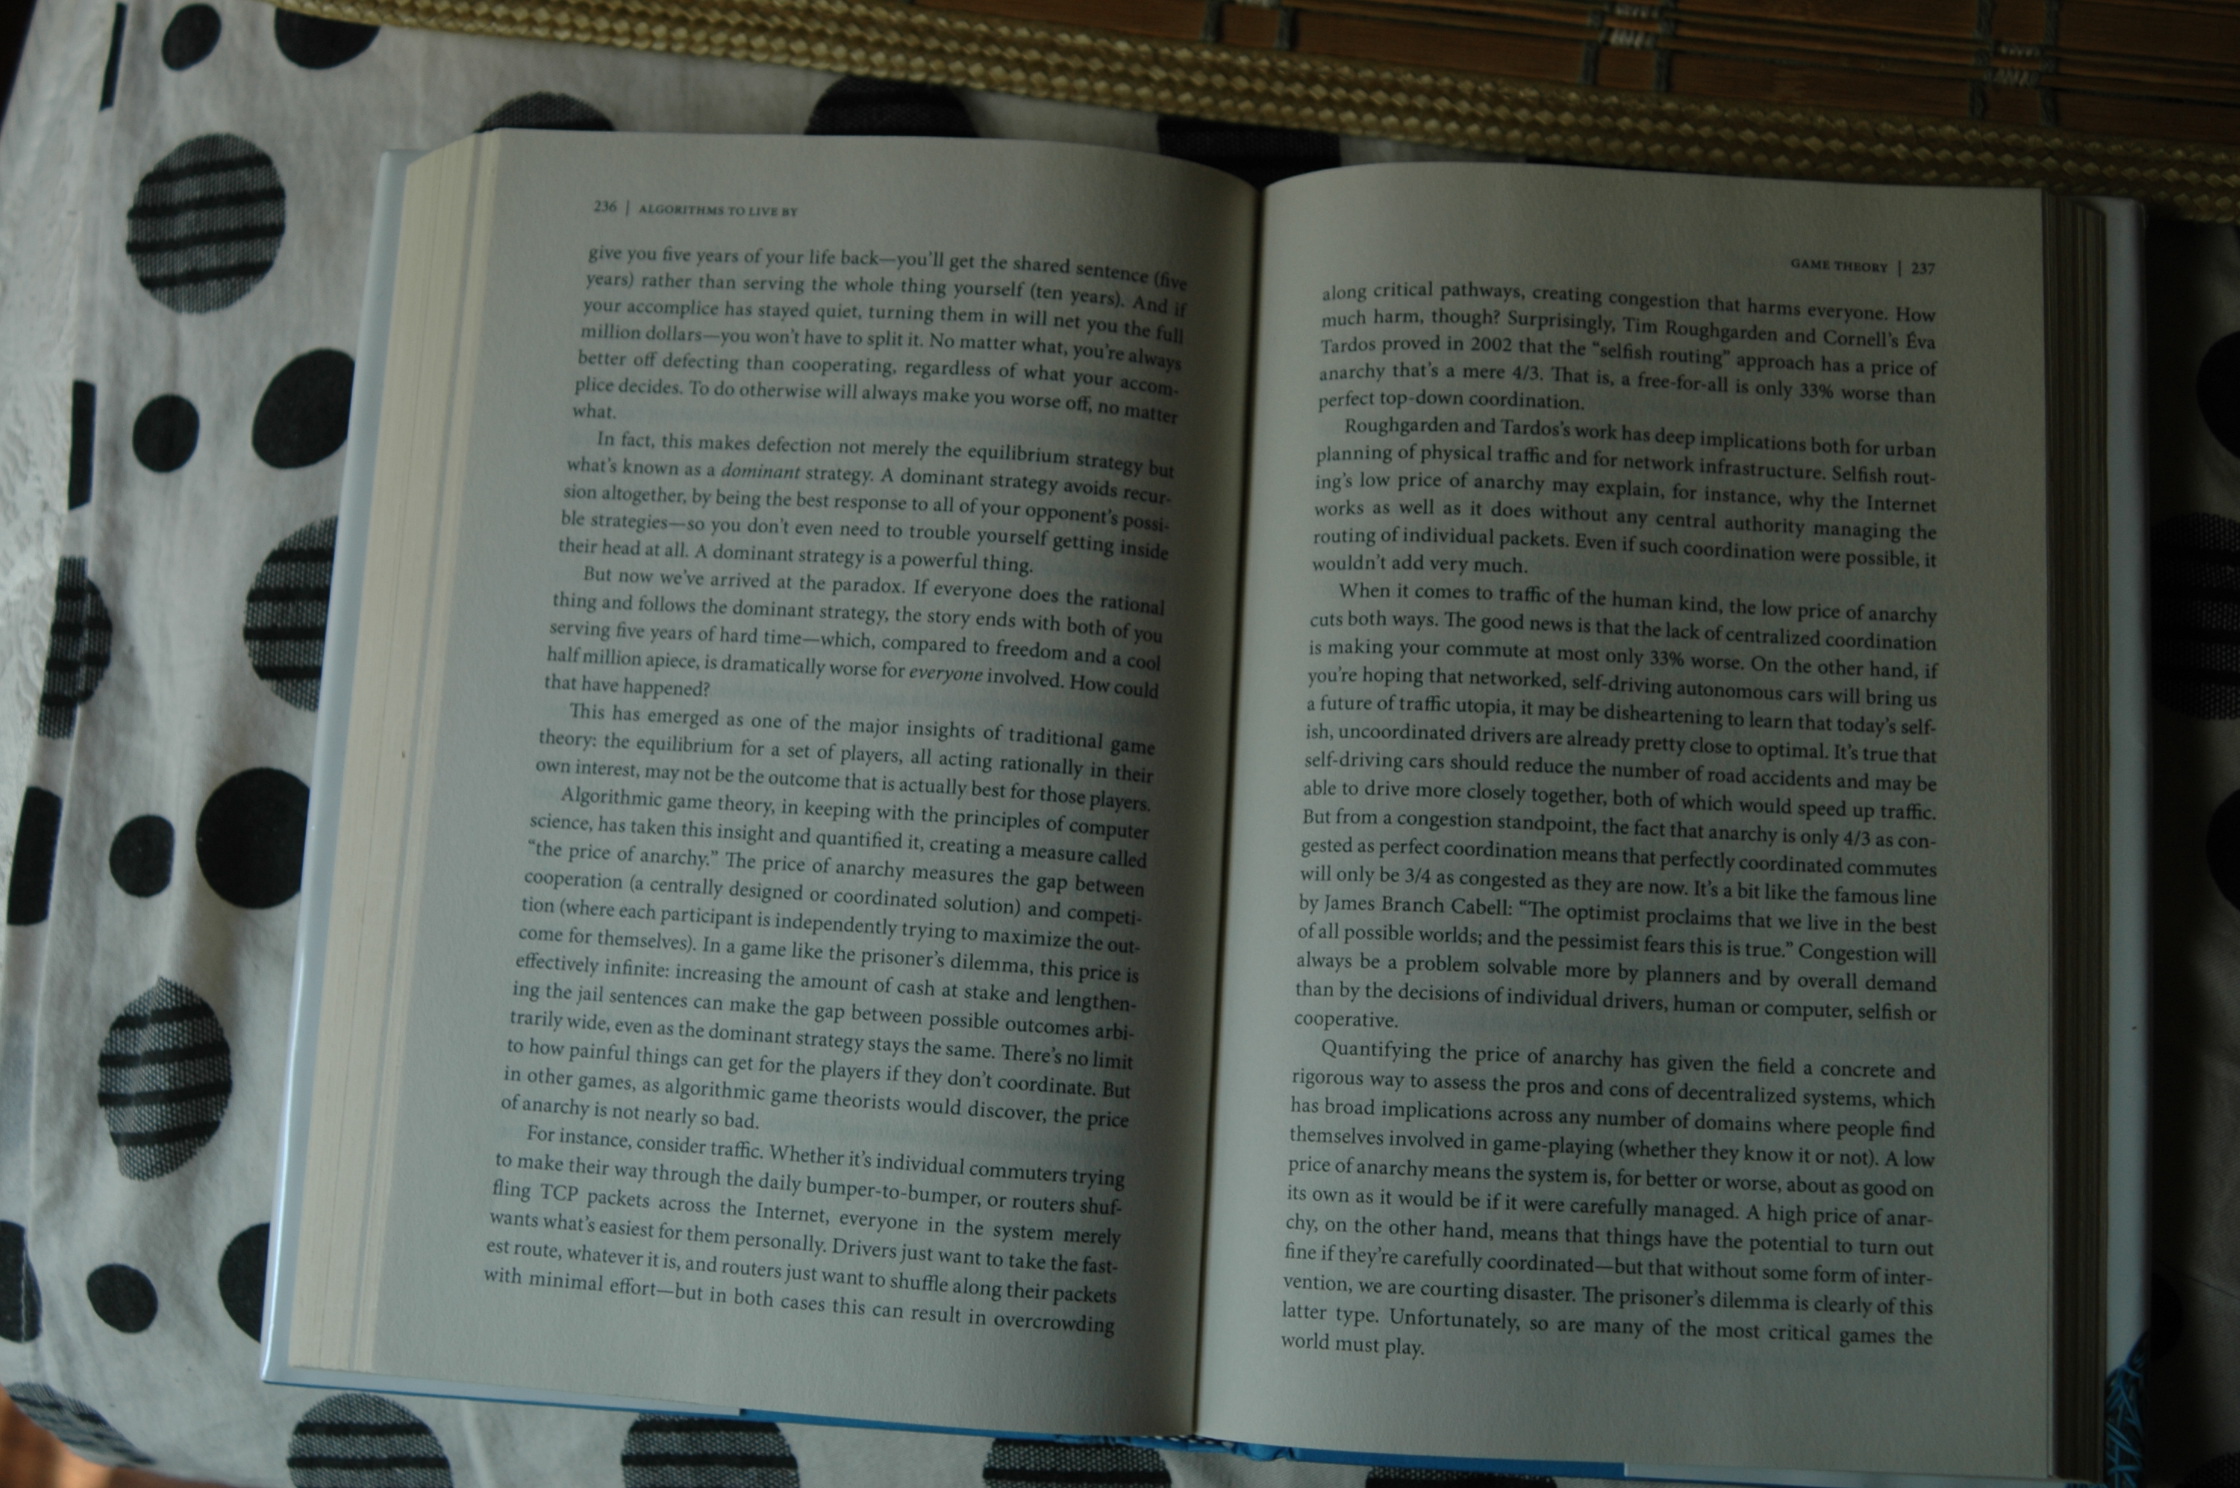 236 | ALGORITHMS TO LIVE BY
give you five years of your life back—you'll get the shared sentence (five
years) rather than serving the whole thing yourself (ten years). And if
your accomplice has stayed quiet, turning them in will net you the full
million dollars—you won't have to split it. No matter what, you're always
better off defecting than cooperating, regardless of what your accom-
plice decides. To do otherwise will always make you worse off, no matter
what.
In fact, this makes defection not merely the equilibrium strategy but
what's known as a dominant strategy. A dominant strategy avoids recur-
sion altogether, by being the best response to all of your opponent's possi-
ble strategies—so you don't even need to trouble yourself getting inside
their head at all. A dominant strategy is a powerful thing.
But now we've arrived at the paradox. If everyone does the rational
thing and follows the dominant strategy, the story ends with both of you
serving five years of hard time—which, compared to freedom and a cool
half million apiece, is dramatically worse for everyone involved. How could
that have happened?
This has emerged as one of the major insights of traditional game
theory: the equilibrium for a set of players, all acting rationally in their
own interest, may not be the outcome that is actually best for those players.
Algorithmic game theory, in keeping with the principles of computer
science, has taken this insight and quantified it, creating a measure called
“the price of anarchy.” The price of anarchy measures the gap between
cooperation (a centrally designed or coordinated solution) and competi-
tion (where each participant is independently trying to maximize the out-
come for themselves). In a game like the prisoner's dilemma, this price is
effectively infinite: increasing the amount of cash at stake and lengthen-
ing the jail sentences can make the gap between possible outcomes arbi-
trarily wide, even as the dominant strategy stays the same. There's no limit
to how painful things can get for the players if they don't coordinate. But
in other games, as algorithmic game theorists would discover, the price
of anarchy is not nearly so bad.
For instance, consider traffic. Whether it's individual commuters trying
to make their way through the daily bumper-to-bumper, or routers shuf-
fling TCP packets across the Internet, everyone in the system merely
wants what's easiest for them personally. Drivers just want to take the fast-
est route, whatever it is, and routers just want to shuffle along their packets
with minimal effort—but in both cases this can result in overcrowding
GAME THEORY | 237
along critical pathways, creating congestion that harms everyone. How
much harm, though? Surprisingly, Tim Roughgarden and Cornell's Éva
Tardos proved in 2002 that the “selfish routing” approach has a price of
anarchy that's a mere 4/3. That is, a free-for-all is only 33% worse than
perfect top-down coordination.
Roughgarden and Tardos's work has deep implications both for urban
planning of physical traffic and for network infrastructure. Selfish rout-
ing's low price of anarchy may explain, for instance, why the Internet
works as well as it does without any central authority managing the
routing of individual packets. Even if such coordination were possible, it
wouldn't add very much.
When it comes to traffic of the human kind, the low price of anarchy
cuts both ways. The good news is that the lack of centralized coordination
is making your commute at most only 33% worse. On the other hand, if
you're hoping that networked, self-driving autonomous cars will bring us
a future of traffic utopia, it may be disheartening to learn that today's self-
ish, uncoordinated drivers are already pretty close to optimal. It's true that
self-driving cars should reduce the number of road accidents and may be
able to drive more closely together, both of which would speed up traffic.
But from a congestion standpoint, the fact that anarchy is only 4/3 as con-
gested as perfect coordination means that perfectly coordinated commutes
will only be 3/4 as congested as they are now. It's a bit like the famous line
by James Branch Cabell: “The optimist proclaims that we live in the best
of all possible worlds; and the pessimist fears this is true.” Congestion will
always be a problem solvable more by planners and by overall demand
than by the decisions of individual drivers, human or computer, selfish or
cooperative.
Quantifying the price of anarchy has given the field a concrete and
rigorous way to assess the pros and cons of decentralized systems, which
has broad implications across any number of domains where people find
themselves involved in game-playing (whether they know it or not). A low
price of anarchy means the system is, for better or worse, about as good on
its own as it would be if it were carefully managed. A high price of anar-
chy, on the other hand, means that things have the potential to turn out
fine if they're carefully coordinated—but that without some form of inter-
vention, we are courting disaster. The prisoner's dilemma is clearly of this
latter type. Unfortunately, so are many of the most critical games the
world must play.